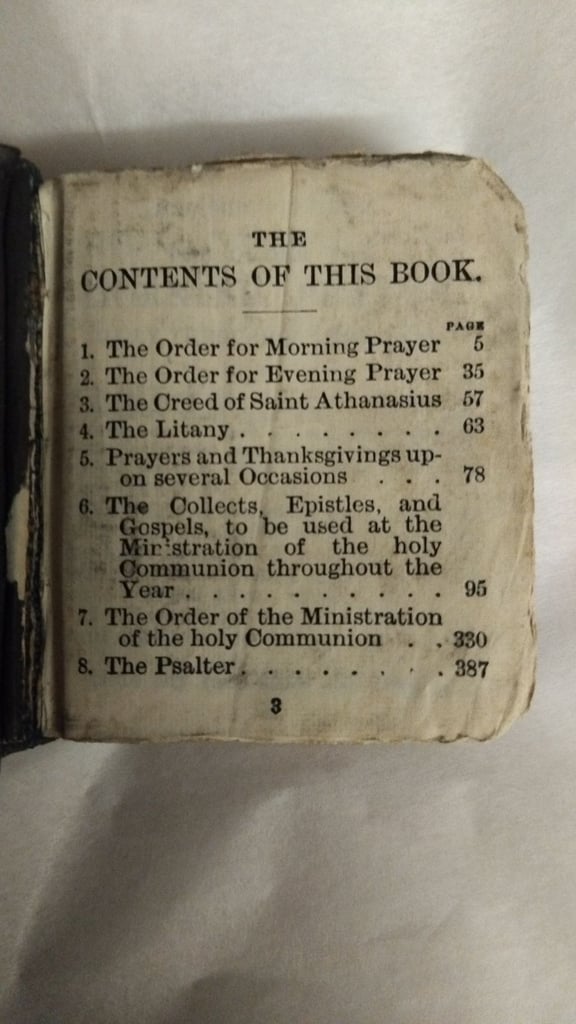 THE
CONTENTS OF THIS BOOK.
PAGE
1. The Order for Morning Prayer 5
2. The Order for Evening Prayer 35
3. The Creed of Saint Athanasius 57
4. The Litany . . . . . . . . 63
5. Prayers and Thanksgivings up-
on several Occasions . . . 78
6. The Collects, Epistles, and
Gospels, to be used at the
Ministration of the holy
Communion throughout the
Year . . . . . . . . . . 95
7. The Order of the Ministration
of the holy Communion . . 330
8. The Psalter . . . . . . . . 387
3